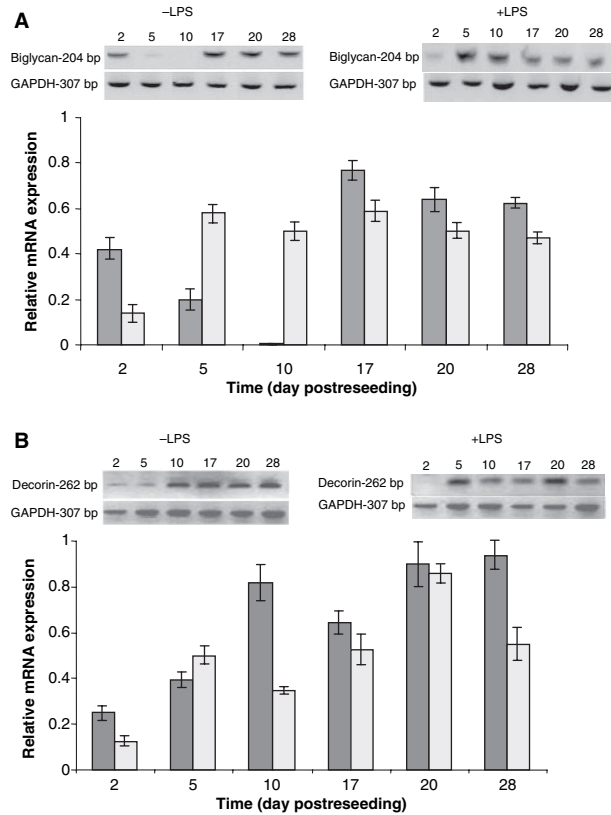 A
–LPS
2 5 10 17 20 28
Biglycan-204 bp
GAPDH-307 bp
+LPS
2 5 10 17 20 28
Biglycan-204 bp
GAPDH-307 bp
Relative mRNA expression
1
0.8
0.6
0.4
0.2
0
2 5 10 17 20 28
Time (day postreseeding)
B
–LPS
2 5 10 17 20 28
Decorin-262 bp
GAPDH-307 bp
+LPS
2 5 10 17 20 28
Decorin-262 bp
GAPDH-307 bp
Relative mRNA expression
1
0.8
0.6
0.4
0.2
0
2 5 10 17 20 28
Time (day postreseeding)